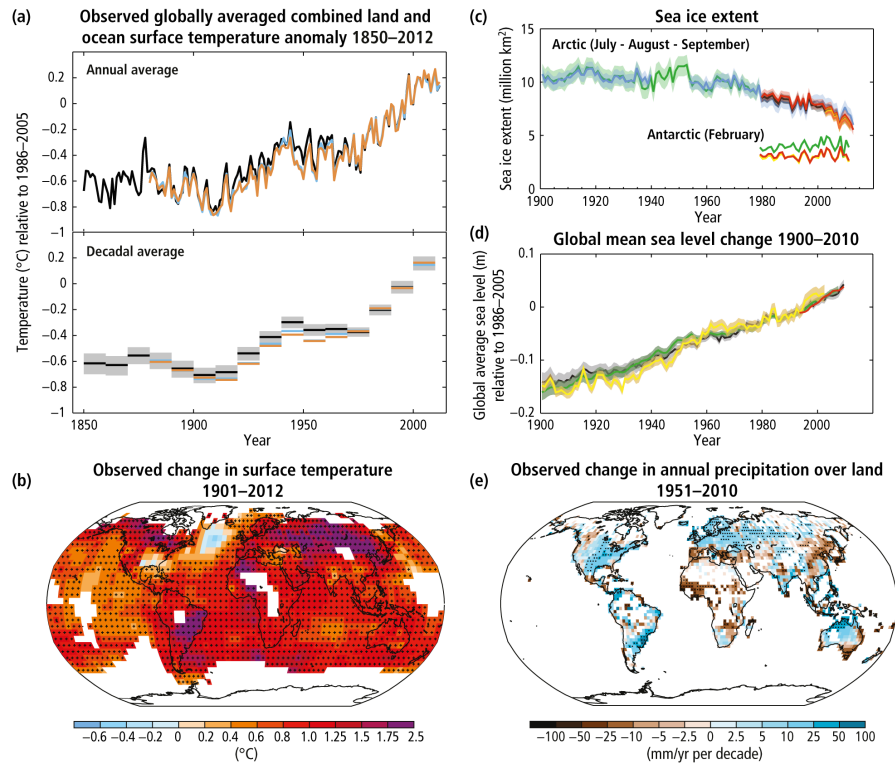 (a)
Observed globally averaged combined land and
ocean surface temperature anomaly 1850–2012
Annual average
0.2
0
−0.2
−0.4
−0.6
−0.8
−1
Decadal average
0.2
0
−0.2
−0.4
−0.6
−0.8
−1
Temperature (°C) relative to 1986–2005
1850
1900
1950
2000
Year
(b)
Observed change in surface temperature
1901–2012
−0.6 −0.4 −0.2 0 0.2 0.4 0.6 0.8 1.0 1.25 1.5 1.75 2.5
(°C)
(c)
Sea ice extent
Arctic (July - August - September)
Antarctic (February)
15
10
5
0
Sea ice extent (million km²)
1900
1920
1940
1960
1980
2000
Year
(d)
Global mean sea level change 1900–2010
0.1
0
−0.1
−0.2
Global average sea level (m)
relative to 1986–2005
1900
1920
1940
1960
1980
2000
Year
(e)
Observed change in annual precipitation over land
1951–2010
−100 −50 −25 −10 −5 −2.5 0 2.5 5 10 25 50 100
(mm/yr per decade)